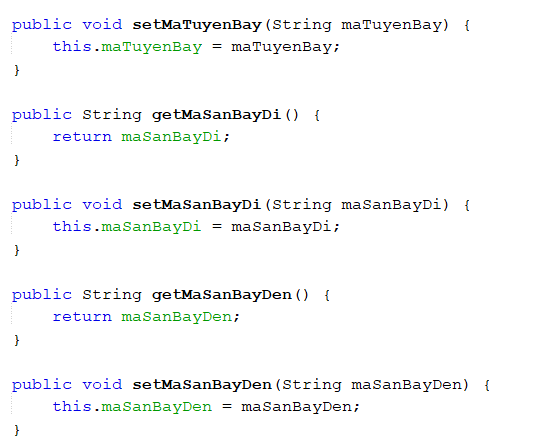 public void setMaTuyenBay(String maTuyenBay) {
    this.maTuyenBay = maTuyenBay;
}

public String getMaSanBayDi() {
    return maSanBayDi;
}

public void setMaSanBayDi(String maSanBayDi) {
    this.maSanBayDi = maSanBayDi;
}

public String getMaSanBayDen() {
    return maSanBayDen;
}

public void setMaSanBayDen(String maSanBayDen) {
    this.maSanBayDen = maSanBayDen;
}